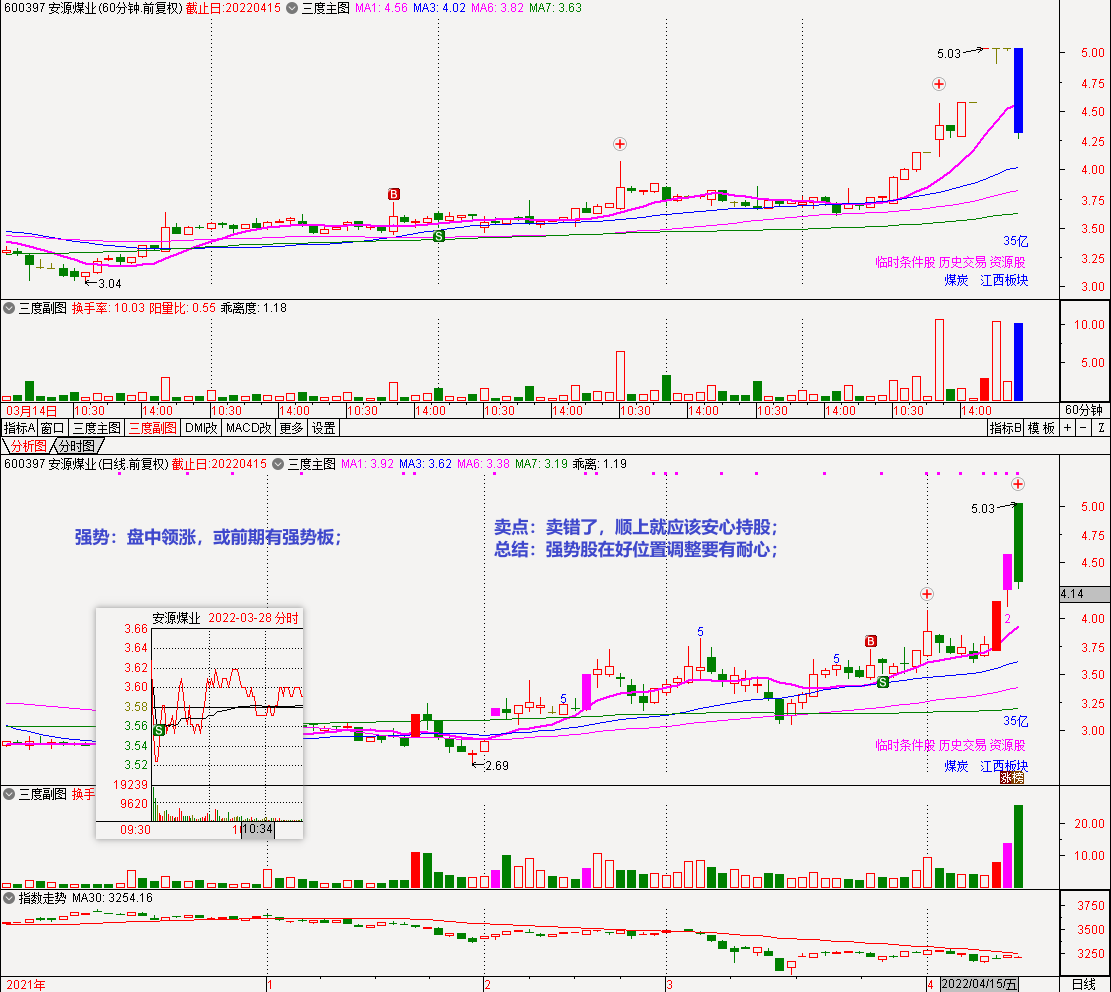 600397 安源煤业(60分钟.前复权) 截止日:20220415 三度主图 MA1: 4.56 MA3: 4.02 MA6: 3.82 MA7: 3.63
5.03
5.00
4.75
4.50
4.25
4.00
3.75
3.50
3.25
3.00
B
S
3.04
35亿
临时条件股 历史交易 资源股
煤炭 江西板块
三度副图 换手率: 10.03 阳量比: 0.55 乖离度: 1.18
10.00
5.00
03月14日 10:30 14:00 10:30 14:00 10:30 14:00 10:30 14:00 10:30 14:00 10:30 14:00 10:30 14:00 60分钟
指标A 窗口 三度主图 三度副图 DMI改 MACD改 更多 设置 指标B 模板 + − Z
分析图 分时图
600397 安源煤业(日线.前复权) 截止日:20220415 三度主图 MA1: 3.92 MA3: 3.62 MA6: 3.38 MA7: 3.19 乖离: 1.19
5.03
强势：盘中领涨，或前期有强势板；
卖点：卖错了，顺上就应该安心持股；
总结：强势股在好位置调整要有耐心；
5.00
4.75
4.50
4.14
4.00
3.75
3.50
3.25
3.00
5
5
5
2
B
S
2.69
35亿
临时条件股 历史交易 资源股
煤炭 江西板块
涨榜
安源煤业 2022-03-28 分时
3.66
3.64
3.62
3.60
3.58
3.56
3.54
3.52
S
19239
9620
09:30 10:34
三度副图 换手
20.00
10.00
指数走势 MA30: 3254.16
3750
3500
3250
2021年 1 2 3 4 2022/04/15/五 日线